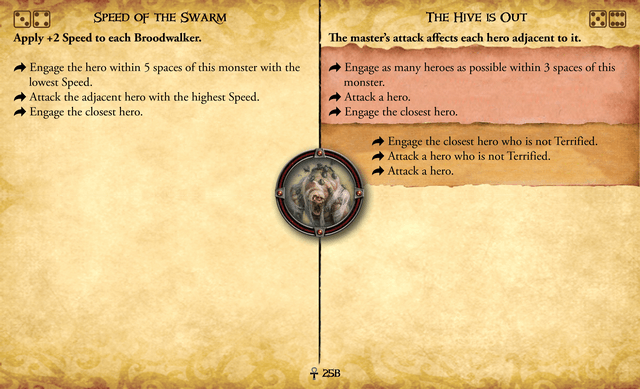 SPEED OF THE SWARM
Apply +2 Speed to each Broodwalker.
Engage the hero within 5 spaces of this monster with the
lowest Speed.
Attack the adjacent hero with the highest Speed.
Engage the closest hero.
THE HIVE IS OUT
The master's attack affects each hero adjacent to it.
Engage as many heroes as possible within 3 spaces of this
monster.
Attack a hero.
Engage the closest hero.
Engage the closest hero who is not Terrified.
Attack a hero who is not Terrified.
Attack a hero.
25B